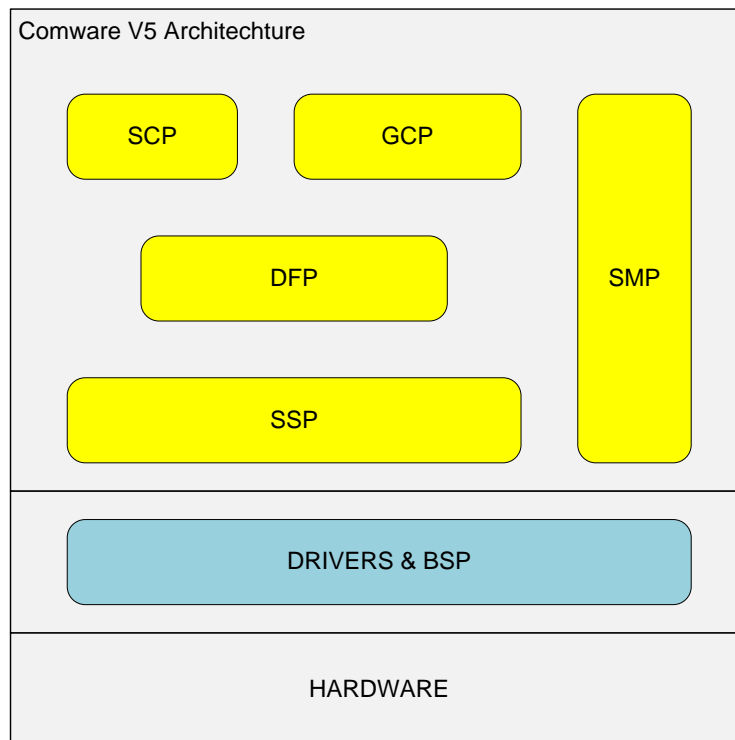 Comware V5 Architechture
SCP
GCP
DFP
SMP
SSP
DRIVERS & BSP
HARDWARE